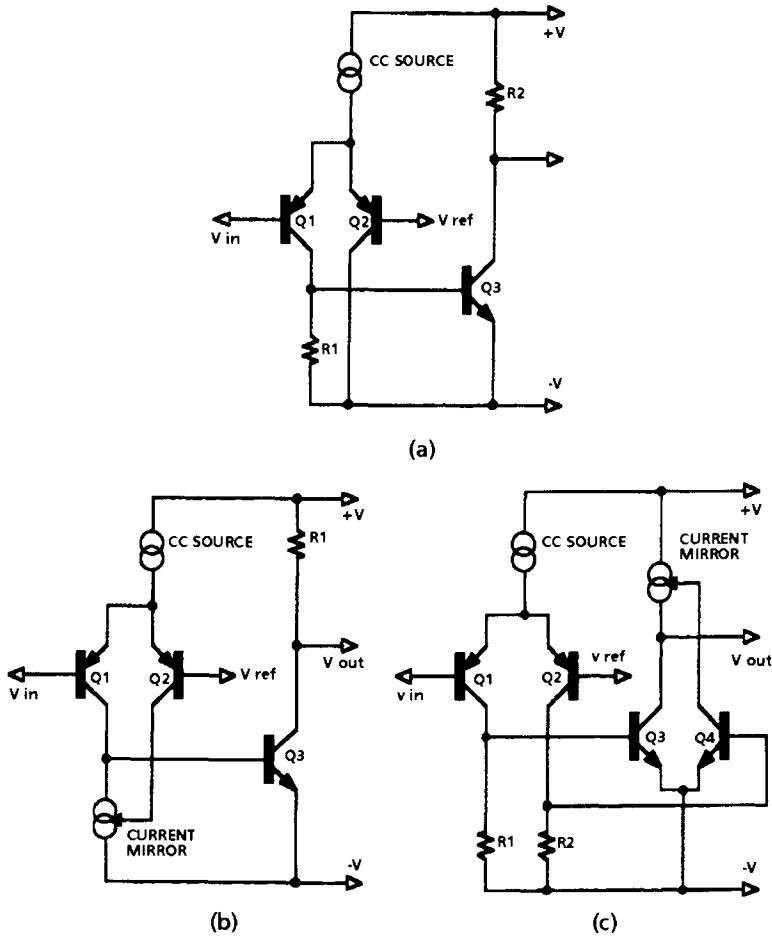 +V
CC SOURCE
R2
Q1
Q2
V in
V ref
Q3
R1
-V
(a)
+V
CC SOURCE
R1
V out
Q1
Q2
V in
V ref
Q3
CURRENT
MIRROR
-V
(b)
+V
CURRENT
MIRROR
CC SOURCE
v ref
V out
v in
Q1
Q2
Q3
Q4
R1
R2
-V
(c)